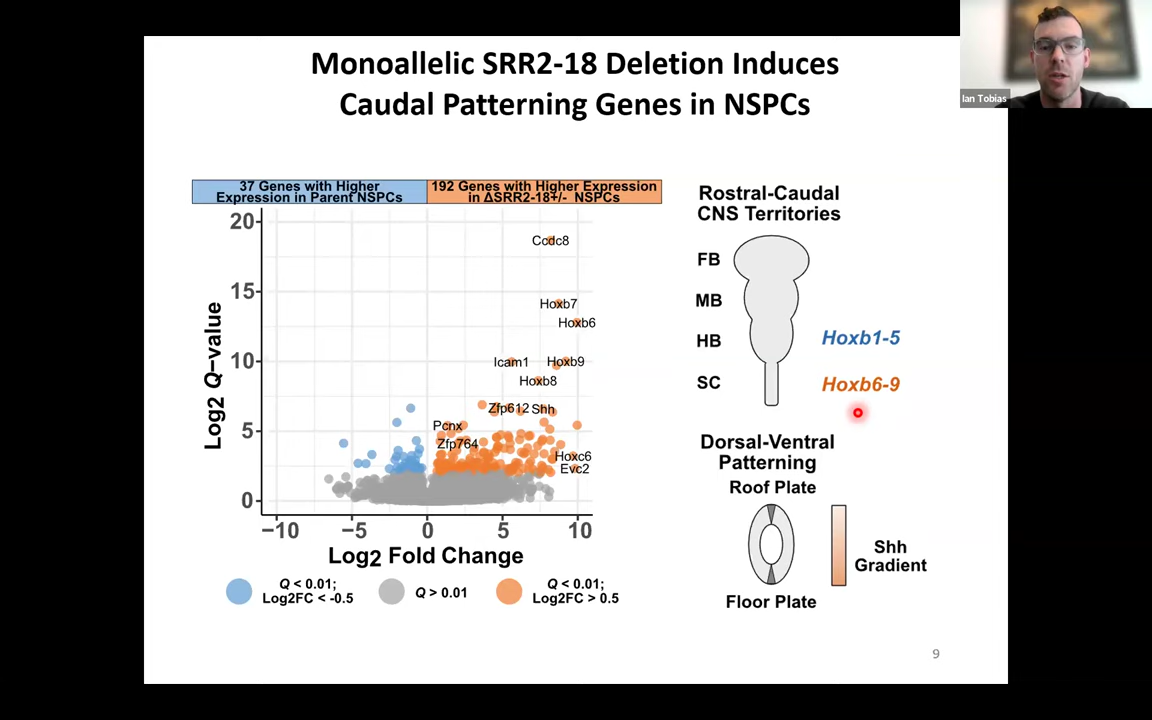 Monoallelic SRR2-18 Deletion Induces
Caudal Patterning Genes in NSPCs
Ian Tobias
37 Genes with Higher
Expression in Parent NSPCs
192 Genes with Higher Expression
in ΔSRR2-18+/- NSPCs
20
15
10
5
0
Log2 Q−value
Ccdc8
Hoxb7
Hoxb6
Icam1
Hoxb9
Hoxb8
Zfp612
Shh
Pcnx
Zfp764
Hoxc6
Evc2
−10
−5
0
5
10
Log2 Fold Change
Q < 0.01;
Log2FC < -0.5
Q > 0.01
Q < 0.01;
Log2FC > 0.5
Rostral-Caudal
CNS Territories
FB
MB
HB
Hoxb1-5
SC
Hoxb6-9
Dorsal-Ventral
Patterning
Roof Plate
Shh
Gradient
Floor Plate
9